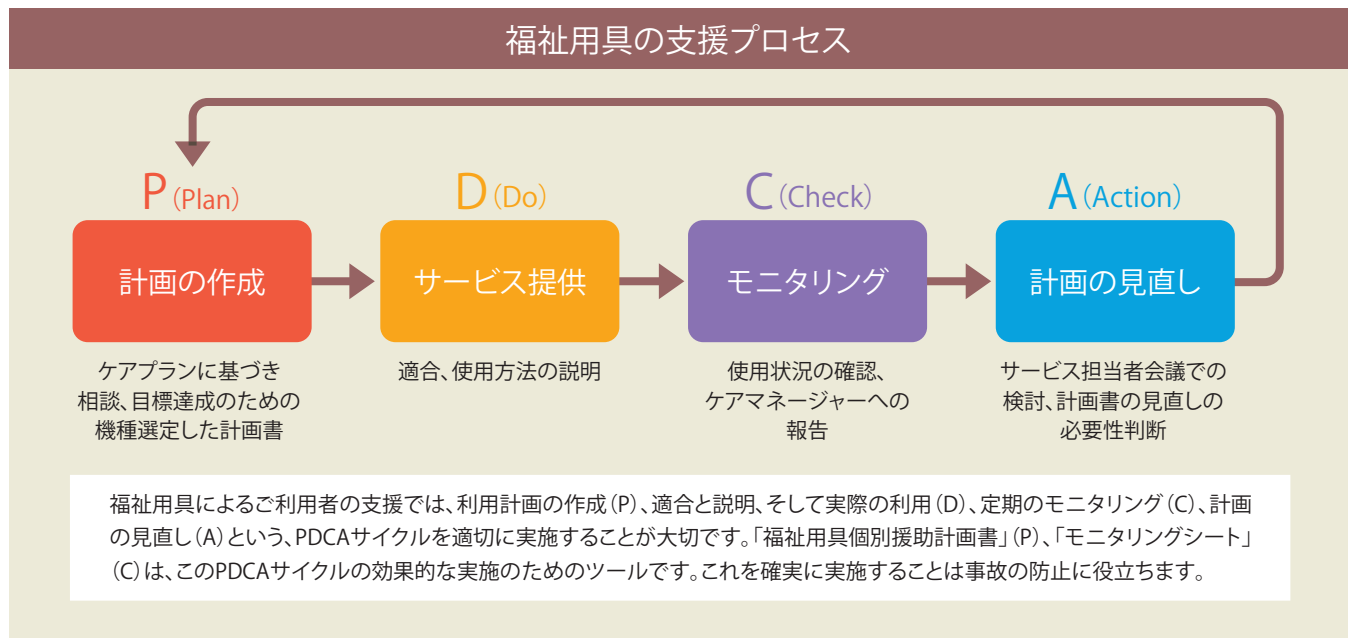 福祉用具の支援プロセス
P(Plan)
D(Do)
C(Check)
A(Action)
計画の作成
サービス提供
モニタリング
計画の見直し
ケアプランに基づき
相談、目標達成のための
機種選定した計画書
適合、使用方法の説明
使用状況の確認、
ケアマネージャーへの
報告
サービス担当者会議での
検討、計画書の見直しの
必要性判断
福祉用具によるご利用者の支援では、利用計画の作成(P)、適合と説明、そして実際の利用(D)、定期のモニタリング(C)、計画
の見直し(A)という、PDCAサイクルを適切に実施することが大切です。「福祉用具個別援助計画書」(P)、「モニタリングシート」
(C)は、このPDCAサイクルの効果的な実施のためのツールです。これを確実に実施することは事故の防止に役立ちます。